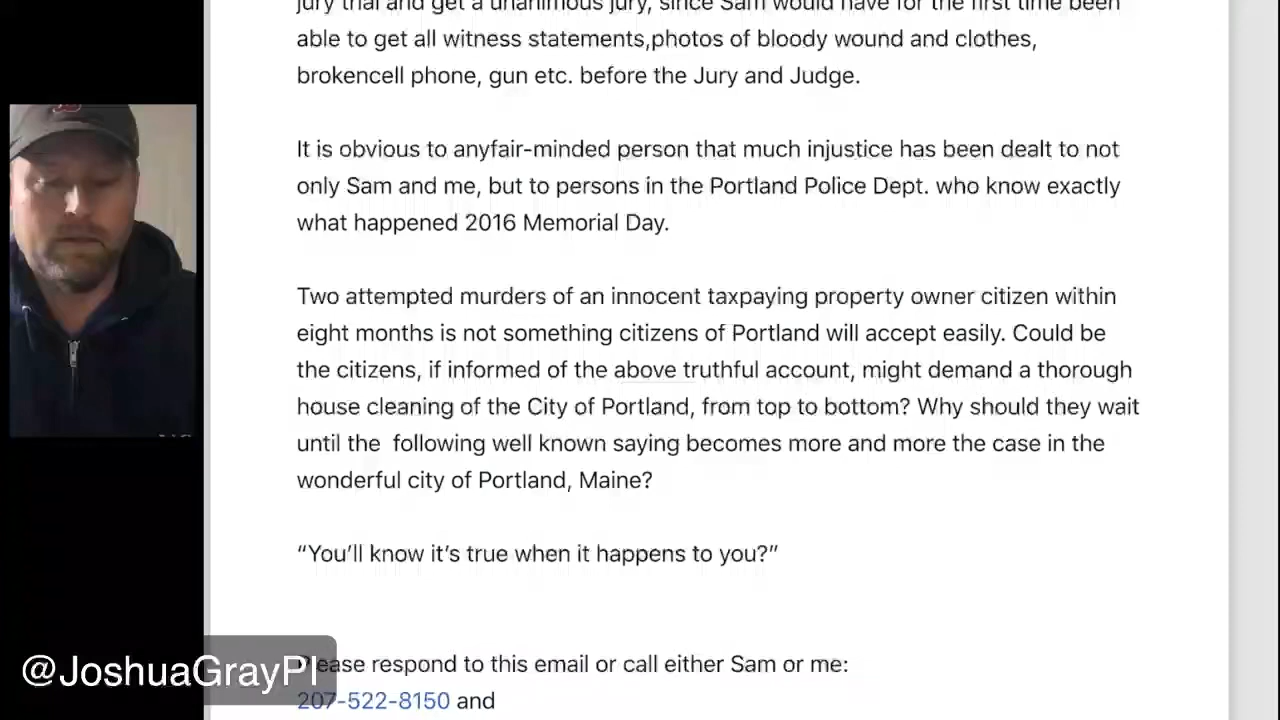 jury trial and get a unanimous jury, since Sam would have for the first time been
able to get all witness statements,photos of bloody wound and clothes,
brokencell phone, gun etc. before the Jury and Judge.
It is obvious to anyfair-minded person that much injustice has been dealt to not
only Sam and me, but to persons in the Portland Police Dept. who know exactly
what happened 2016 Memorial Day.
Two attempted murders of an innocent taxpaying property owner citizen within
eight months is not something citizens of Portland will accept easily. Could be
the citizens, if informed of the above truthful account, might demand a thorough
house cleaning of the City of Portland, from top to bottom? Why should they wait
until the  following well known saying becomes more and more the case in the
wonderful city of Portland, Maine?
“You’ll know it’s true when it happens to you?”
Please respond to this email or call either Sam or me:
207-522-8150 and
@JoshuaGrayPI